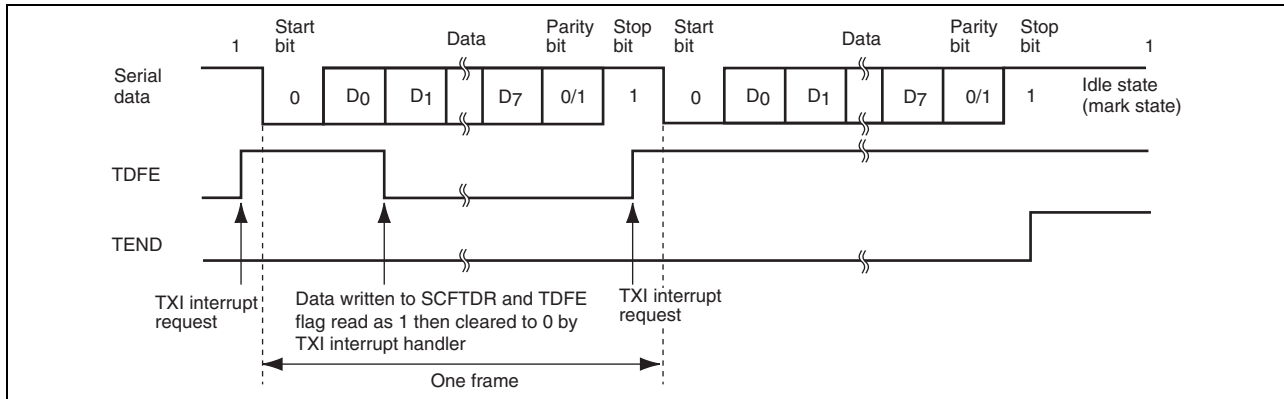 Start bit
Data
Parity bit
Stop bit
Start bit
Data
Parity bit
Stop bit
1
1
Serial data
0
D0
D1
D7
0/1
1
0
D0
D1
D7
0/1
1
Idle state
(mark state)
TDFE
TEND
TXI interrupt
request
Data written to SCFTDR and TDFE
flag read as 1 then cleared to 0 by
TXI interrupt handler
TXI interrupt
request
One frame